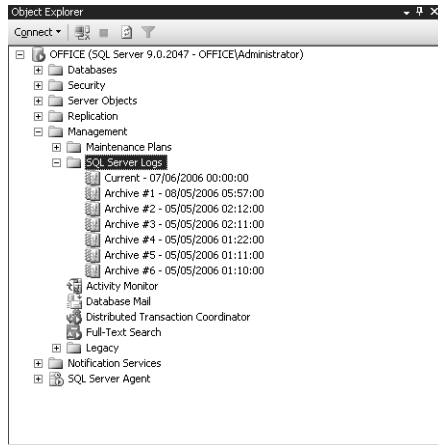 Object Explorer
Connect
OFFICE (SQL Server 9.0.2047 - OFFICE\Administrator)
Databases
Security
Server Objects
Replication
Management
Maintenance Plans
SQL Server Logs
Current - 07/06/2006 00:00:00
Archive #1 - 08/05/2006 05:57:00
Archive #2 - 05/05/2006 02:12:00
Archive #3 - 05/05/2006 02:11:00
Archive #4 - 05/05/2006 01:22:00
Archive #5 - 05/05/2006 01:11:00
Archive #6 - 05/05/2006 01:10:00
Activity Monitor
Database Mail
Distributed Transaction Coordinator
Full-Text Search
Legacy
Notification Services
SQL Server Agent